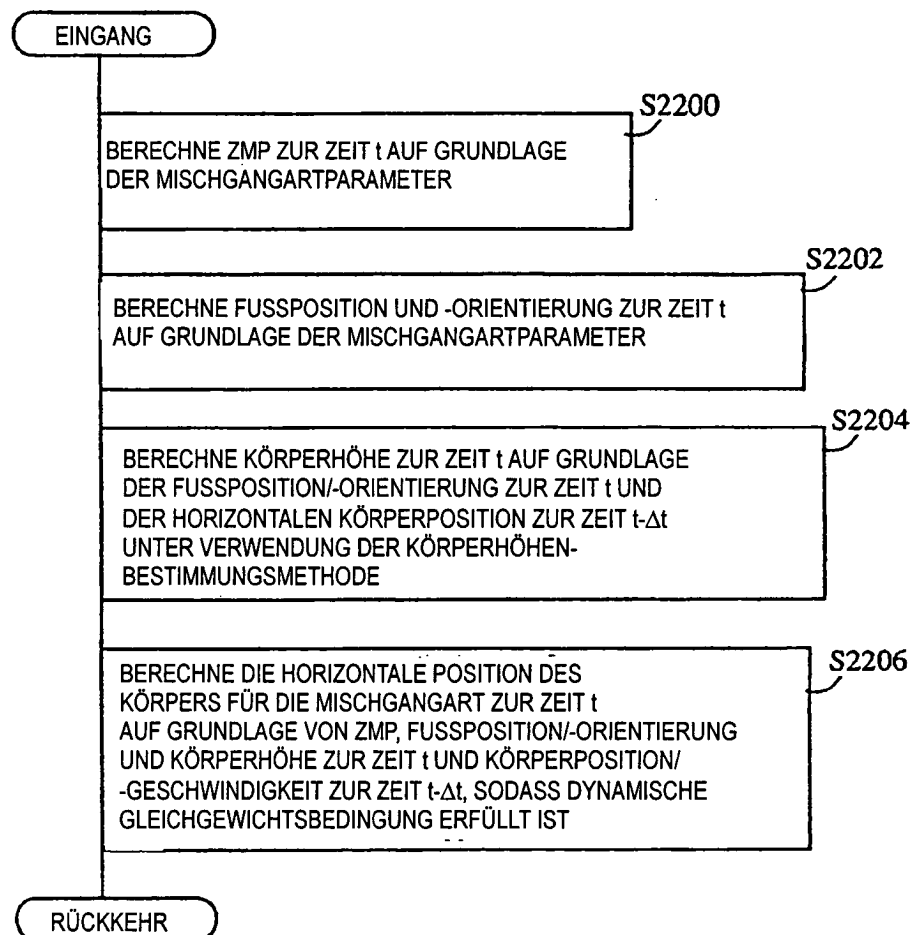 EINGANG
S2200
BERECHNE ZMP ZUR ZEIT t AUF GRUNDLAGE
DER MISCHGANGARTPARAMETER
S2202
BERECHNE FUSSPOSITION UND -ORIENTIERUNG ZUR ZEIT t
AUF GRUNDLAGE DER MISCHGANGARTPARAMETER
S2204
BERECHNE KÖRPERHÖHE ZUR ZEIT t AUF GRUNDLAGE
DER FUSSPOSITION/-ORIENTIERUNG ZUR ZEIT t UND
DER HORIZONTALEN KÖRPERPOSITION ZUR ZEIT t-Δt
UNTER VERWENDUNG DER KÖRPERHÖHEN-
BESTIMMUNGSMETHODE
S2206
BERECHNE DIE HORIZONTALE POSITION DES
KÖRPERS FÜR DIE MISCHGANGART ZUR ZEIT t
AUF GRUNDLAGE VON ZMP, FUSSPOSITION/-ORIENTIERUNG
UND KÖRPERHÖHE ZUR ZEIT t UND KÖRPERPOSITION/
-GESCHWINDIGKEIT ZUR ZEIT t-Δt, SODASS DYNAMISCHE
GLEICHGEWICHTSBEDINGUNG ERFÜLLT IST
RÜCKKEHR